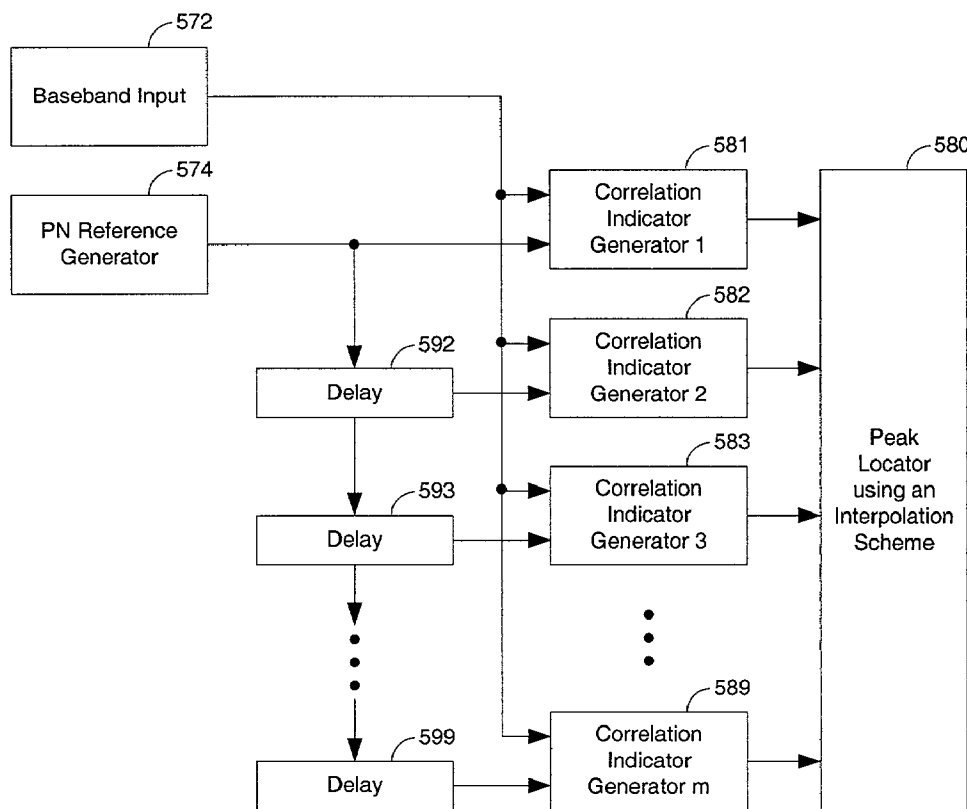 572
Baseband Input
574
PN Reference
Generator
581
Correlation
Indicator
Generator 1
580
582
Correlation
Indicator
Generator 2
592
Delay
583
Correlation
Indicator
Generator 3
593
Delay
Peak
Locator
using an
Interpolation
Scheme
589
Correlation
Indicator
Generator m
599
Delay